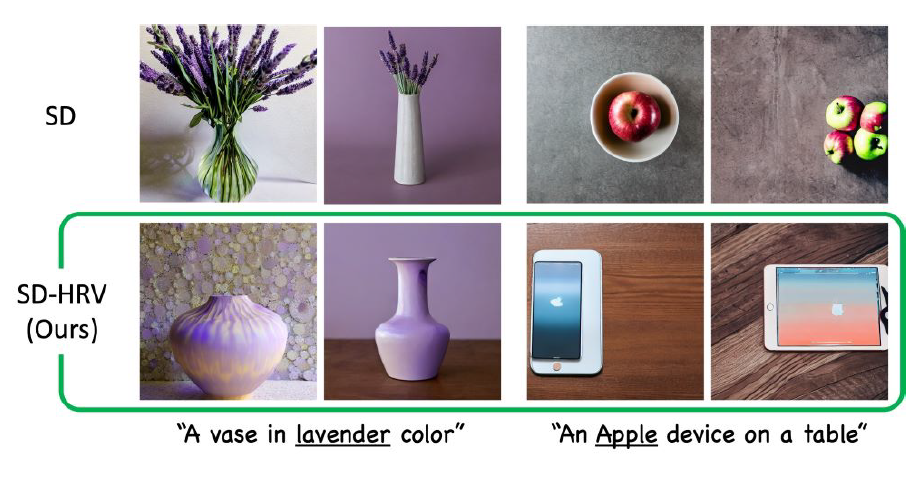 SD
SD-HRV
(Ours)
“A vase in lavender color”
“An Apple device on a table”